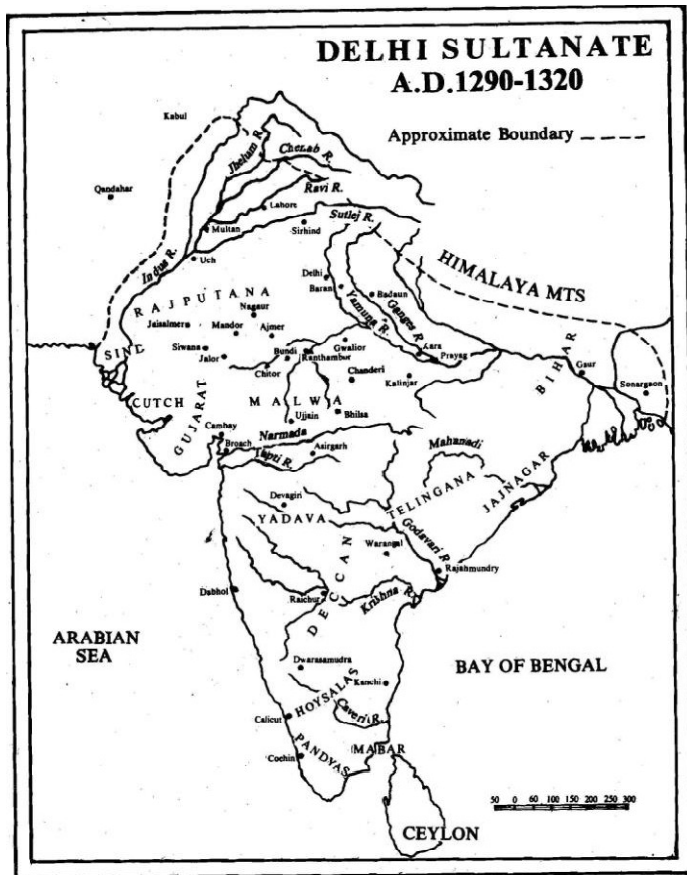 DELHI SULTANATE
A.D.1290-1320
Approximate Boundary
Kabul
Jhelum R.
Chenab R.
Qandahar
Ravi R.
Lahore
Multan
Sutlej R.
Sirhind
Indus R.
Uch
HIMALAYA MTS
Delhi
Baran
Badaun
RAJPUTANA
Nagaur
Yamuna R.
Ganges R.
Jaisalmera
Mandor
Ajmer
SIND
Siwana
Jalor
Bundi
Ranthambur
Gwalior
Kara
Prayag
BIHAR
Gaur
Sonargaon
Chitor
Chanderi
Kalinjar
CUTCH
GUJARAT
MALWA
Ujjain
Bhilsa
Cambay
Narmada
Broach
Tapti R.
Asirgarh
Mahanadi
Devagiri
TELINGANA
JAJNAGAR
YADAVA
Godavari R
Warangal
Rajahmundry
DECCAN
Dabhol
Raichur
Krishna R.
ARABIAN
SEA
BAY OF BENGAL
Dwarasamudra
Kanchi
HOYSALAS
Calicut
Caveri R.
PANDYAS
MABAR
Cochin
50 0 60 100 150 200 250 300
CEYLON